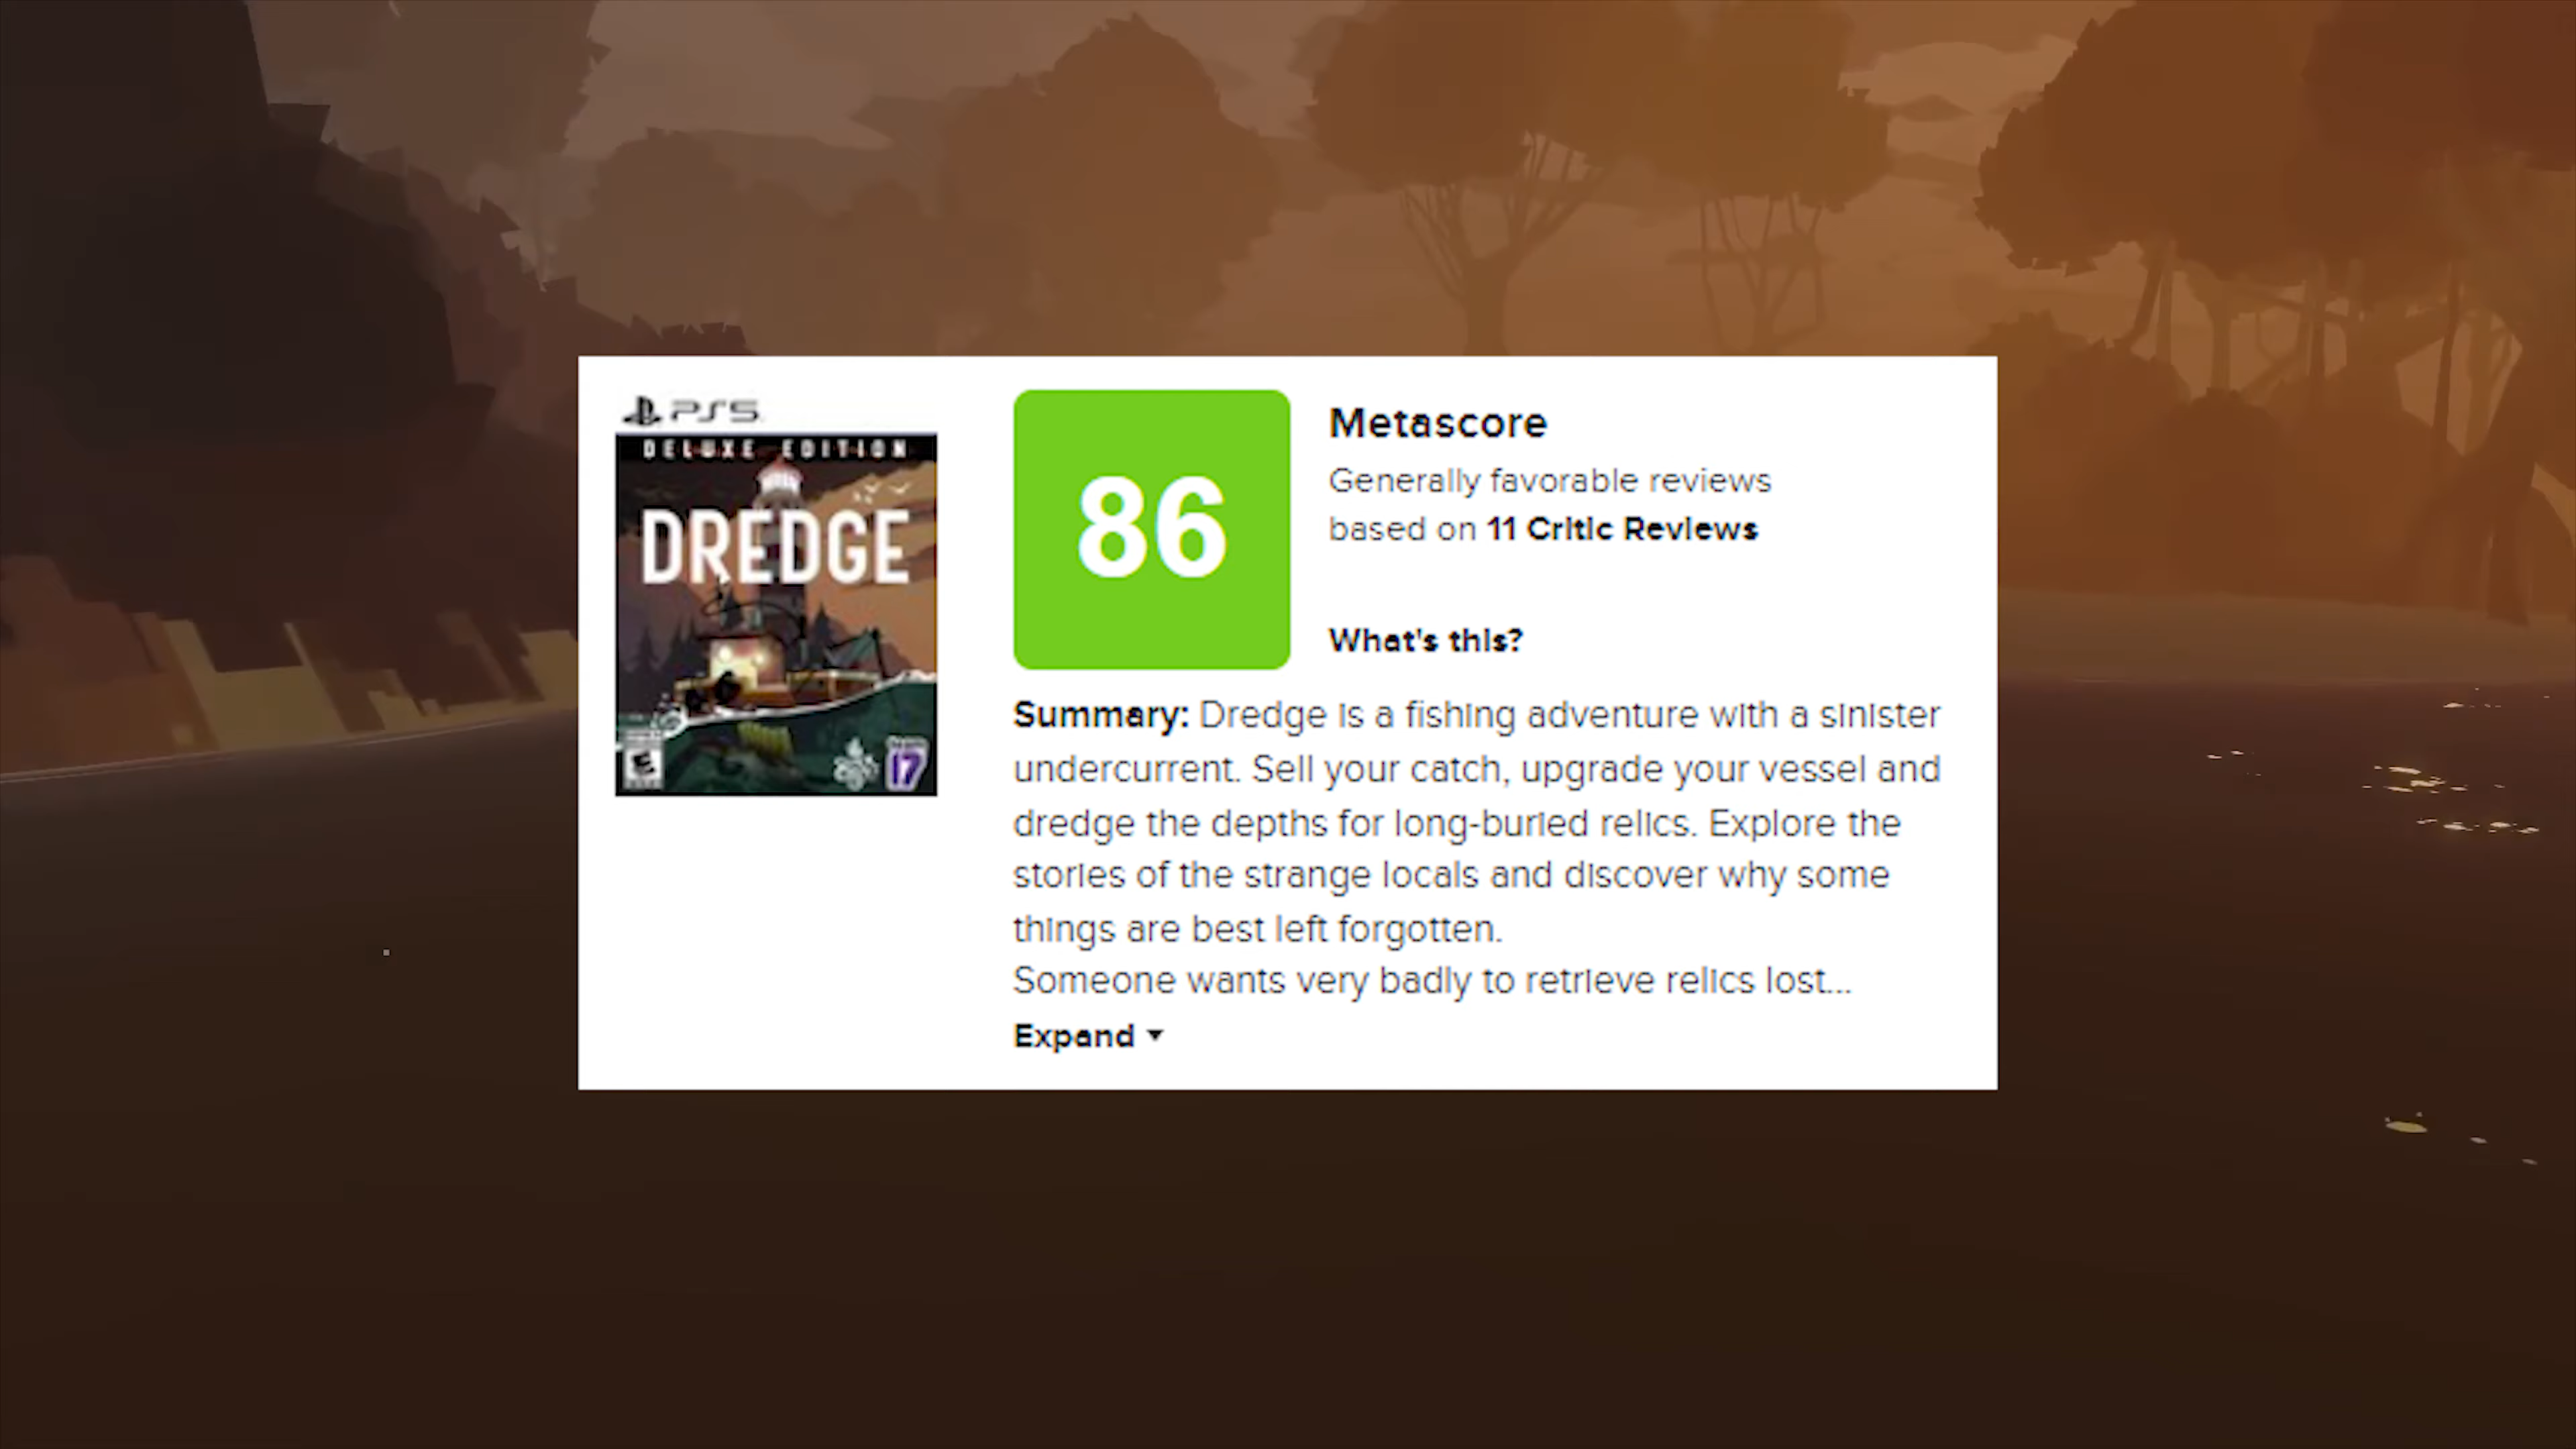 PS5
DELUXE EDITION
DREDGE
E
17
86
Metascore
Generally favorable reviews
based on 11 Critic Reviews
What's this?
Summary: Dredge is a fishing adventure with a sinister
undercurrent. Sell your catch, upgrade your vessel and
dredge the depths for long-buried relics. Explore the
stories of the strange locals and discover why some
things are best left forgotten.
Someone wants very badly to retrieve relics lost...
Expand